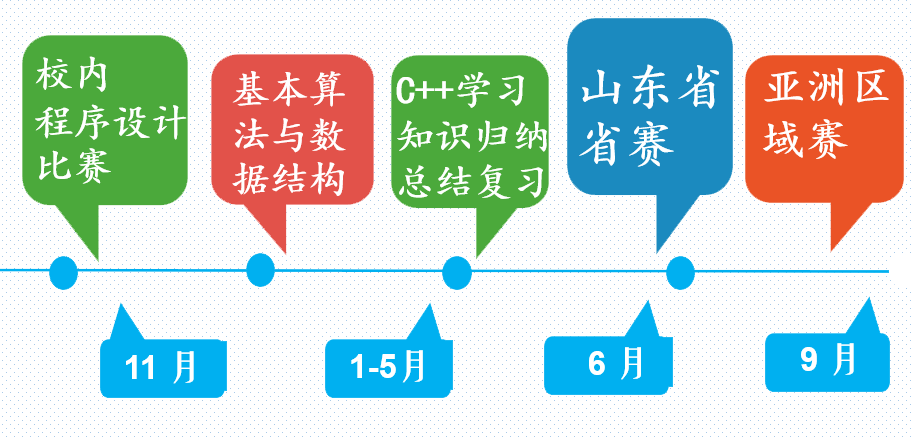 校内
程序设计
比赛
基本算
法与数
据结构
C++学习
知识归纳
总结复习
山东省
省赛
亚洲区
域赛
11 月
1-5月
6 月
9 月